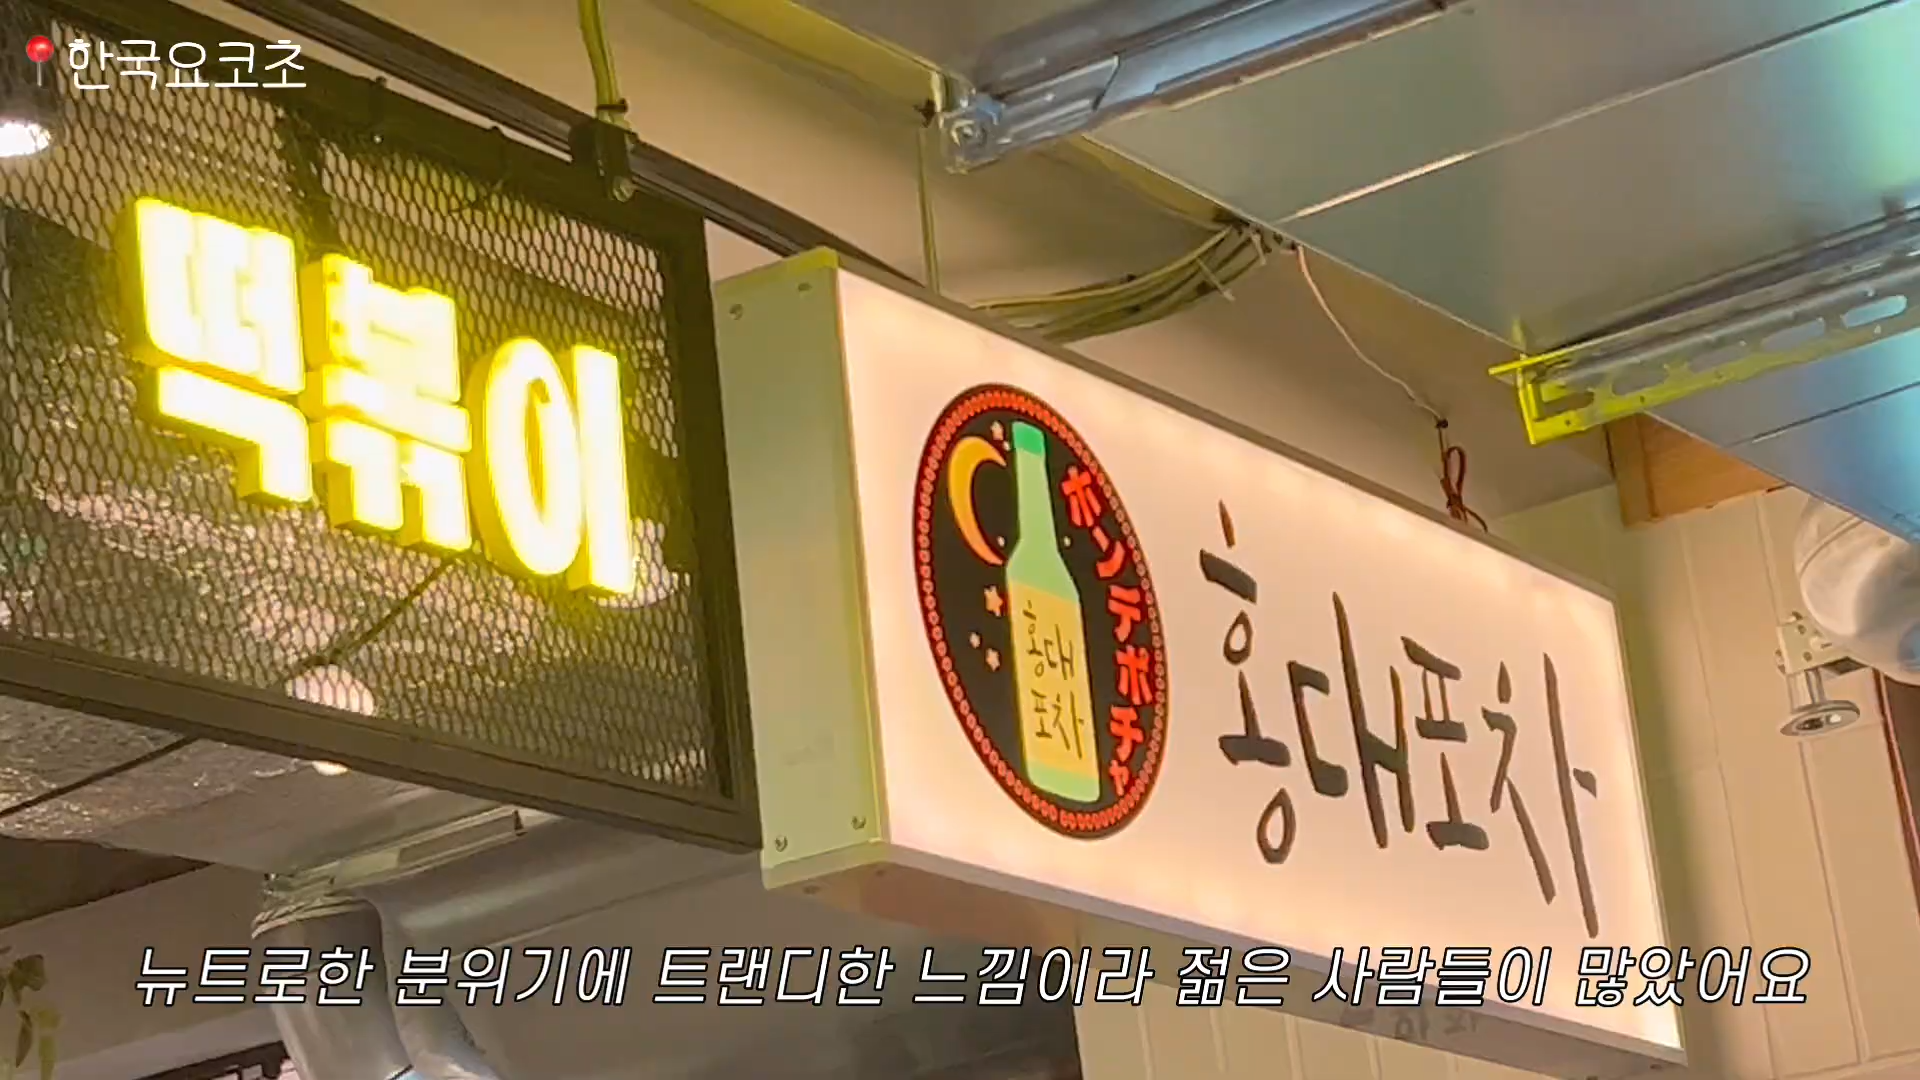 한국요코초
떡볶이
ホンデポチャ
홍대
포차
홍대포차
뉴트로한 분위기에 트랜디한 느낌이라 젊은 사람들이 많았어요